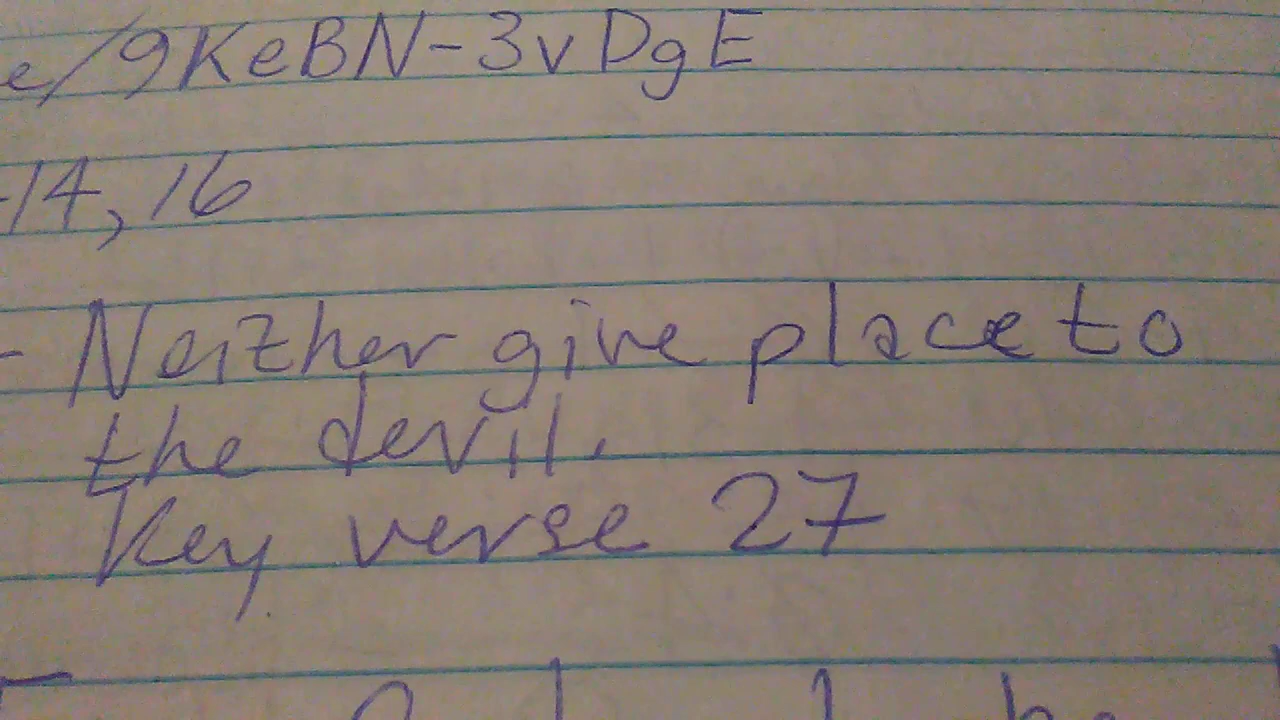 e/9KeBN-3vDgE
-14, 16
- Neither give place to
the devil.
Key verse 27